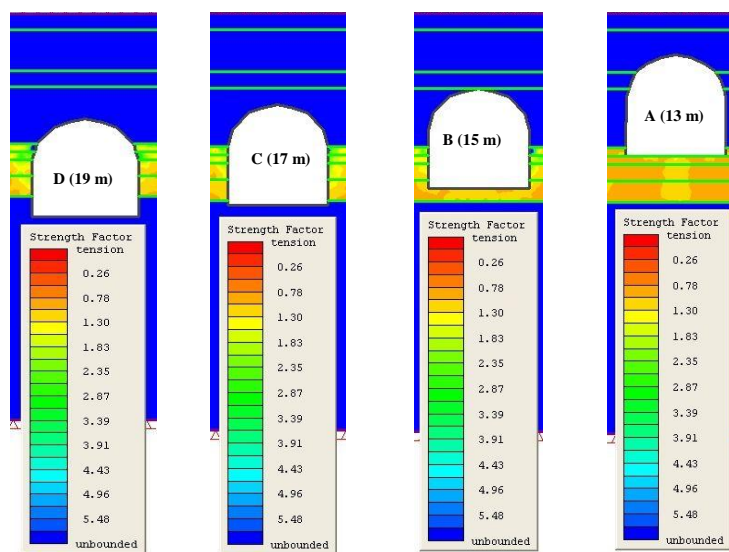 D (19 m)
C (17 m)
B (15 m)
A (13 m)
Strength Factor
tension
0.26
0.78
1.30
1.83
2.35
2.87
3.39
3.91
4.43
4.96
5.48
unbounded
Strength Factor
tension
0.26
0.78
1.30
1.83
2.35
2.87
3.39
3.91
4.43
4.96
5.48
unbounded
Strength Factor
tension
0.26
0.78
1.30
1.83
2.35
2.87
3.39
3.91
4.43
4.96
5.48
unbounded
Strength Factor
tension
0.26
0.78
1.30
1.83
2.35
2.87
3.39
3.91
4.43
4.96
5.48
unbounded